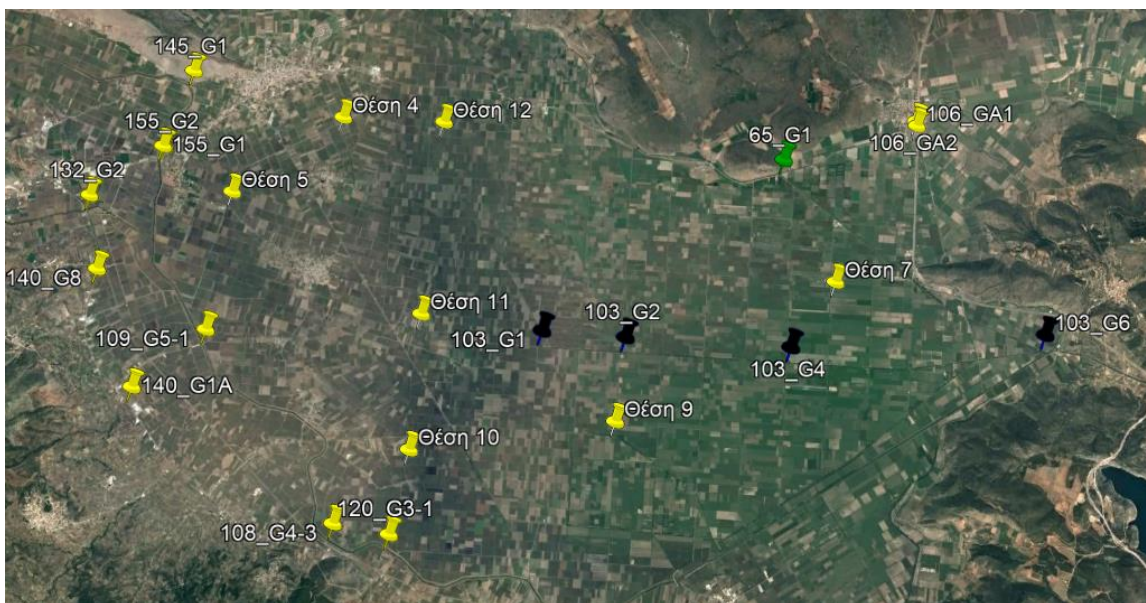 145_G1
Θέση 4
Θέση 12
106_GA1
155_G2
155_G1
65_G1
106_GA2
132_G2
Θέση 5
140_G8
Θέση 7
Θέση 11
103_G2
103_G6
109_G5-1
103_G1
103_G4
140_G1A
Θέση 9
Θέση 10
120_G3-1
108_G4-3